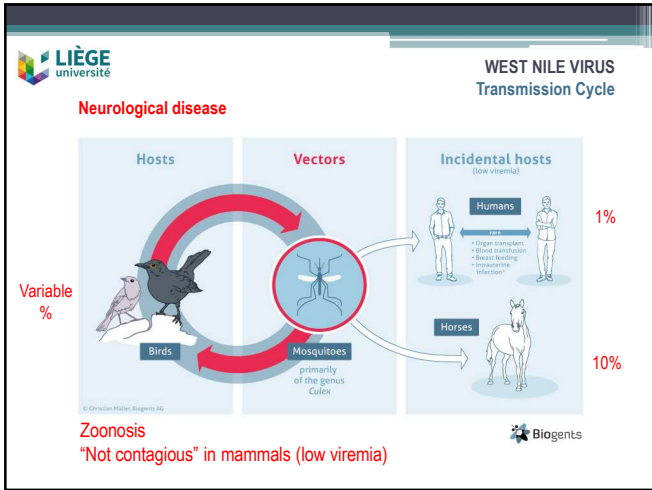 LIÈGE
université
WEST NILE VIRUS
Transmission Cycle
Neurological disease
Hosts
Vectors
Incidental hosts
(low viremia)
Humans
rare
• Organ transplant
• Blood transfusion
• Breast feeding
• Intrauterine
infection
1%
Variable
%
Horses
Birds
Mosquitoes
primarily
of the genus
Culex
10%
© Christian Müller, Biogents AG
Zoonosis
“Not contagious” in mammals (low viremia)
Biogents